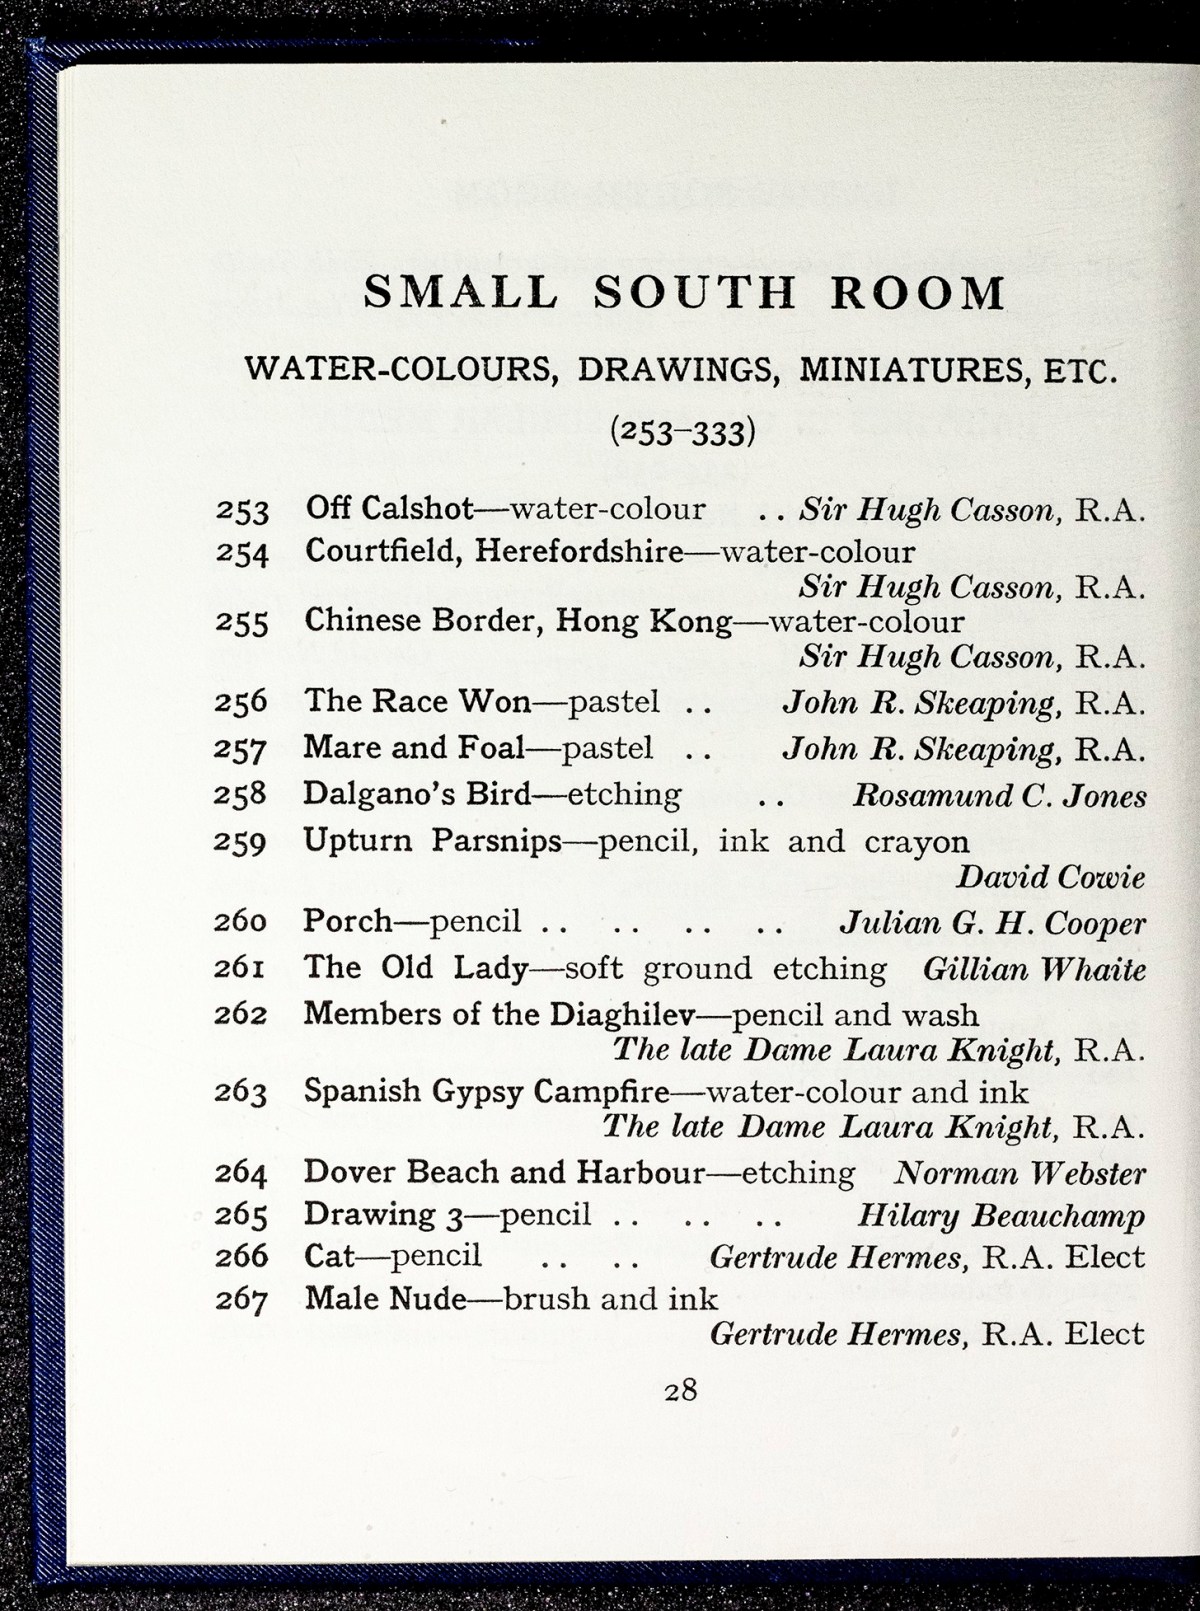 SMALL SOUTH ROOM
WATER-COLOURS, DRAWINGS, MINIATURES, ETC.
(253–333)
253 Off Calshot—water-colour .. Sir Hugh Casson, R.A.
254 Courtfield, Herefordshire—water-colour
Sir Hugh Casson, R.A.
255 Chinese Border, Hong Kong—water-colour
Sir Hugh Casson, R.A.
256 The Race Won—pastel .. John R. Skeaping, R.A.
257 Mare and Foal—pastel .. John R. Skeaping, R.A.
258 Dalgano's Bird—etching .. Rosamund C. Jones
259 Upturn Parsnips—pencil, ink and crayon
David Cowie
260 Porch—pencil .. .. .. .. Julian G. H. Cooper
261 The Old Lady—soft ground etching Gillian Whaite
262 Members of the Diaghilev—pencil and wash
The late Dame Laura Knight, R.A.
263 Spanish Gypsy Campfire—water-colour and ink
The late Dame Laura Knight, R.A.
264 Dover Beach and Harbour—etching Norman Webster
265 Drawing 3—pencil .. .. .. Hilary Beauchamp
266 Cat—pencil .. .. Gertrude Hermes, R.A. Elect
267 Male Nude—brush and ink
Gertrude Hermes, R.A. Elect
28